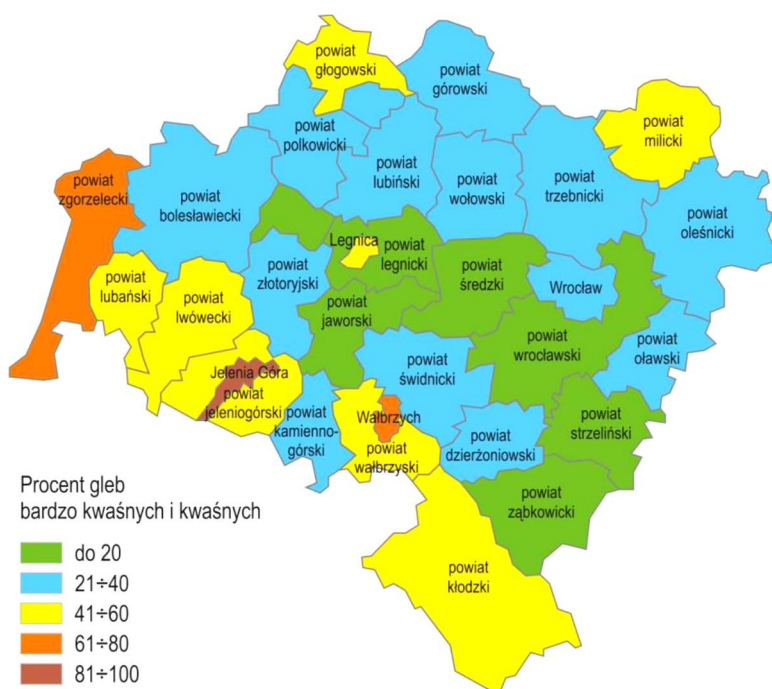 powiat
głogowski
powiat
górowski
powiat
milicki
powiat
polkowicki
powiat
lubiński
powiat
wołowski
powiat
trzebnicki
powiat
zgorzelecki
powiat
bolesławiecki
powiat
oleśnicki
Legnica
powiat
legnicki
powiat
średzki
powiat
złotoryjski
Wrocław
powiat
lubański
powiat
lwówecki
powiat
jaworski
powiat
wrocławski
powiat
oławski
Jelenia Góra
powiat
jeleniogórski
powiat
świdnicki
powiat
kamienno-
górski
Wałbrzych
powiat
wałbrzyski
powiat
dzierżoniowski
powiat
strzeliński
powiat
ząbkowicki
powiat
kłodzki
Procent gleb
bardzo kwaśnych i kwaśnych
do 20
21÷40
41÷60
61÷80
81÷100